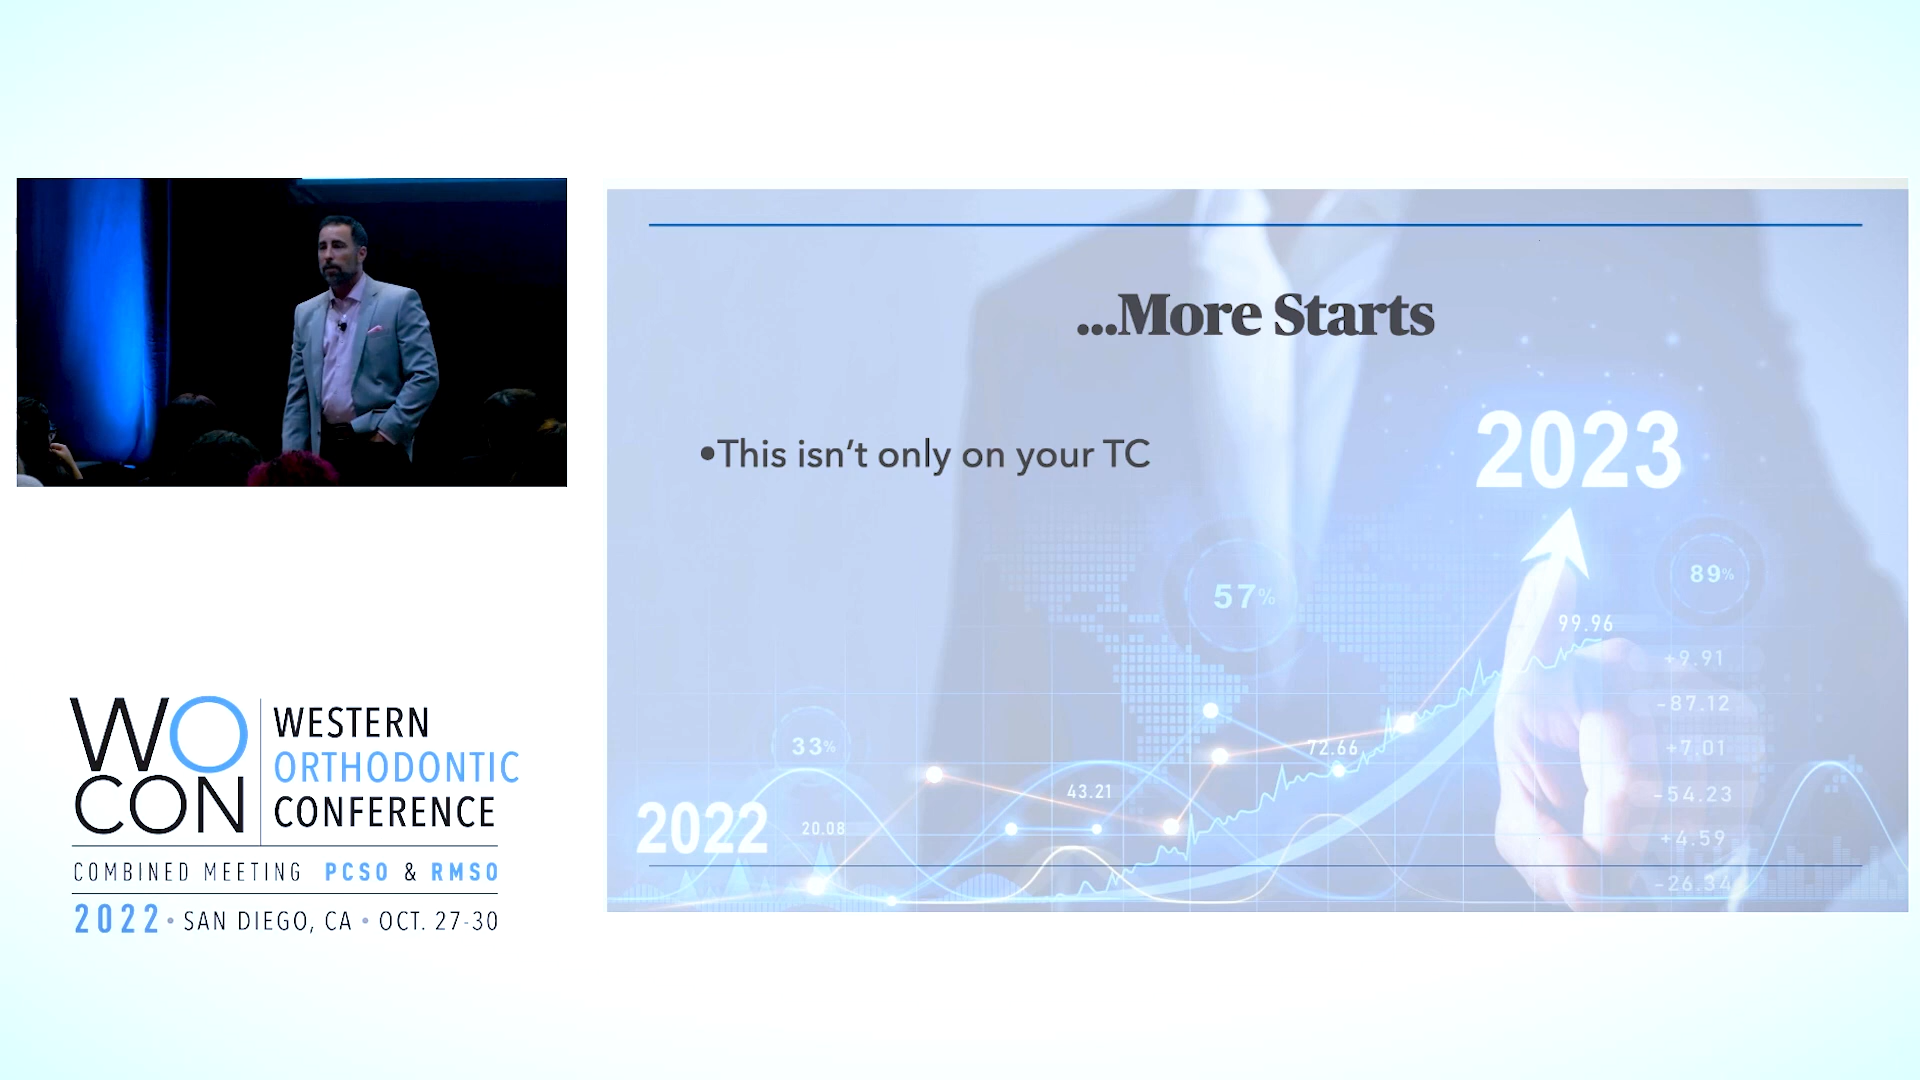 ...More Starts
•This isn't only on your TC
2023
57%
89%
99.96
+9.91
-87.12
33%
72.66
+7.01
43.21
-54.23
2022
20.08
+4.59
-26.34
WO
CON
WESTERN
ORTHODONTIC
CONFERENCE
COMBINED MEETING PCSO & RMSO
2022 • SAN DIEGO, CA • OCT. 27-30